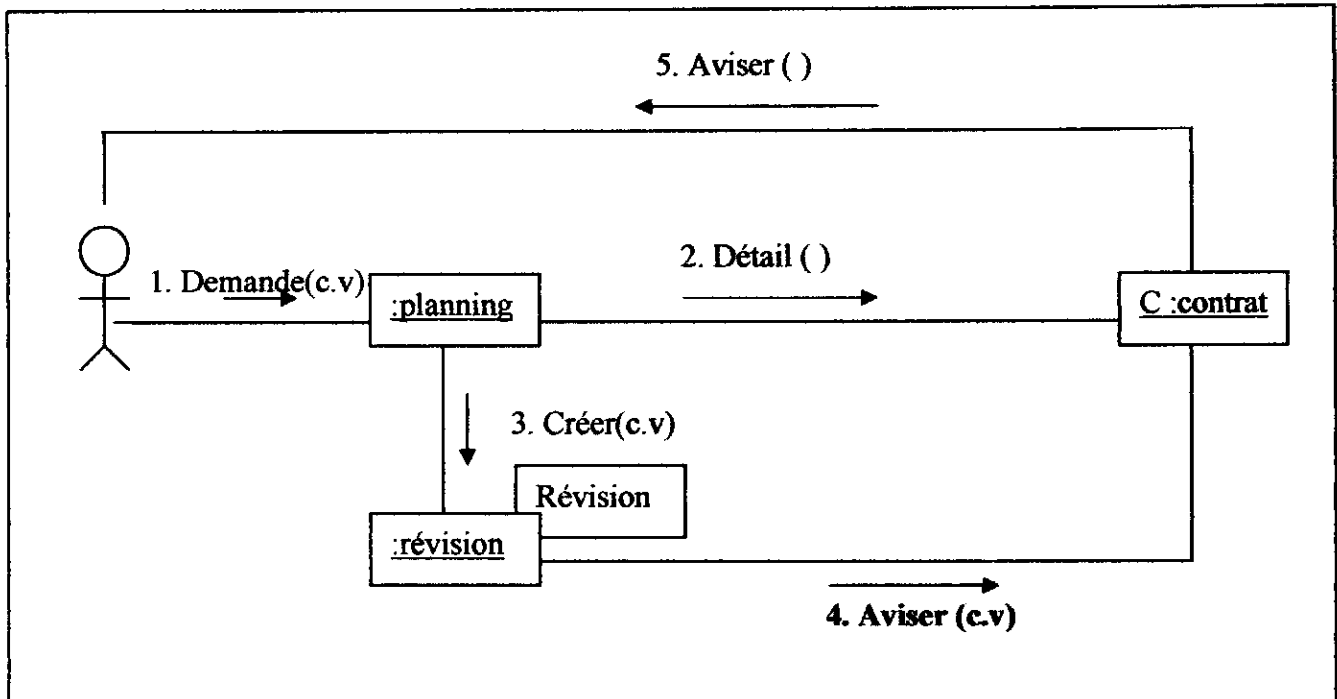 5. Aviser ( )
1. Demande(c.v)
2. Détail ( )
:planning
C :contrat
3. Créer(c.v)
Révision
:révision
4. Aviser (c.v)